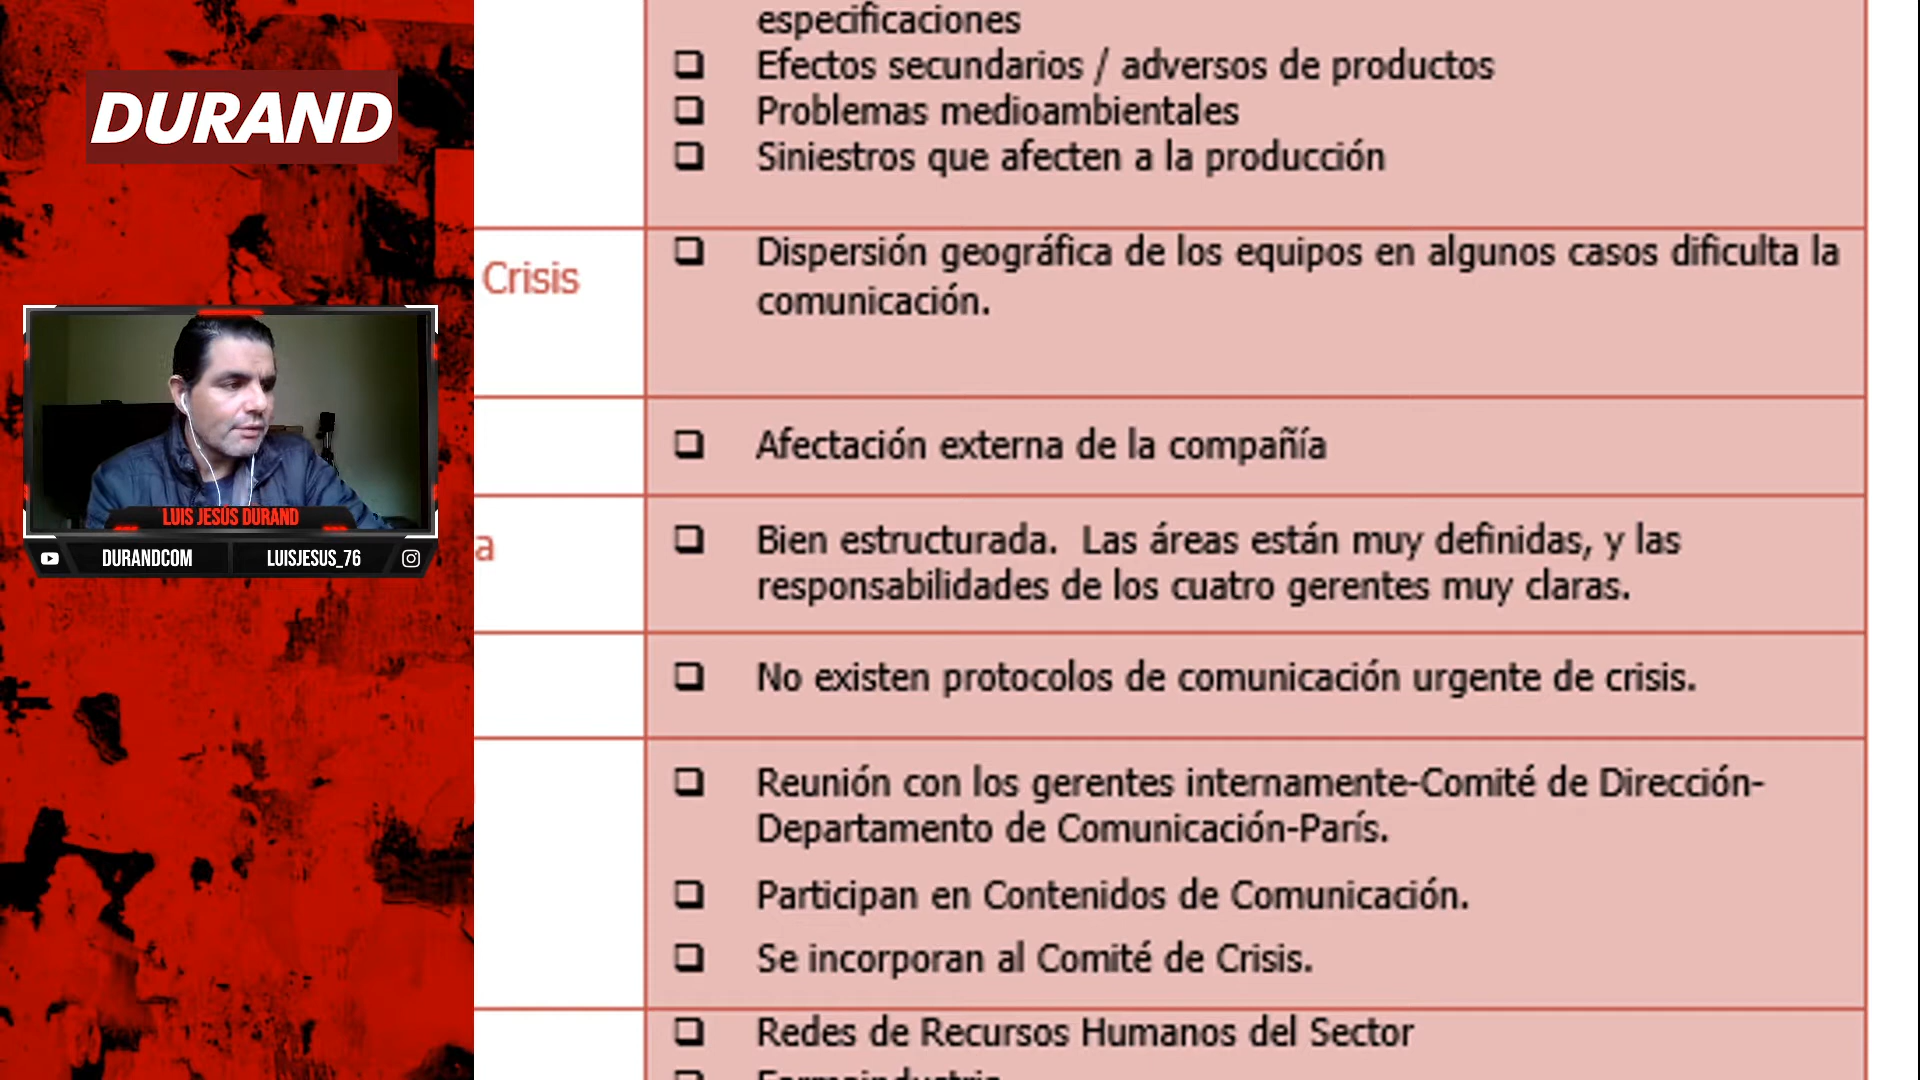 DURAND
LUIS JESÚS DURAND
DURANDCOM
LUISJESUS_76
especificaciones
❑ Efectos secundarios / adversos de productos
❑ Problemas medioambientales
❑ Siniestros que afecten a la producción
Crisis
❑ Dispersión geográfica de los equipos en algunos casos dificulta la
comunicación.
❑ Afectación externa de la compañía
a
❑ Bien estructurada.  Las áreas están muy definidas, y las
responsabilidades de los cuatro gerentes muy claras.
❑ No existen protocolos de comunicación urgente de crisis.
❑ Reunión con los gerentes internamente-Comité de Dirección-
Departamento de Comunicación-París.
❑ Participan en Contenidos de Comunicación.
❑ Se incorporan al Comité de Crisis.
❑ Redes de Recursos Humanos del Sector